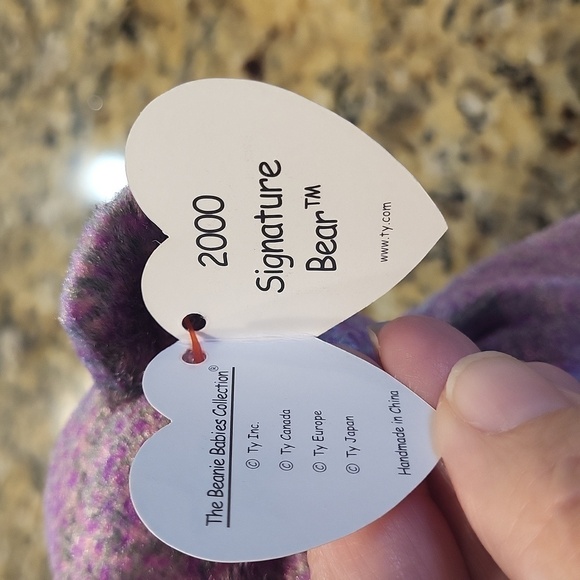 The Beanie Babies Collection®
© Ty Inc.
© Ty Canada
© Ty Europe
© Ty Japan
Handmade in China
2000
Signature
Bear™
www.ty.com